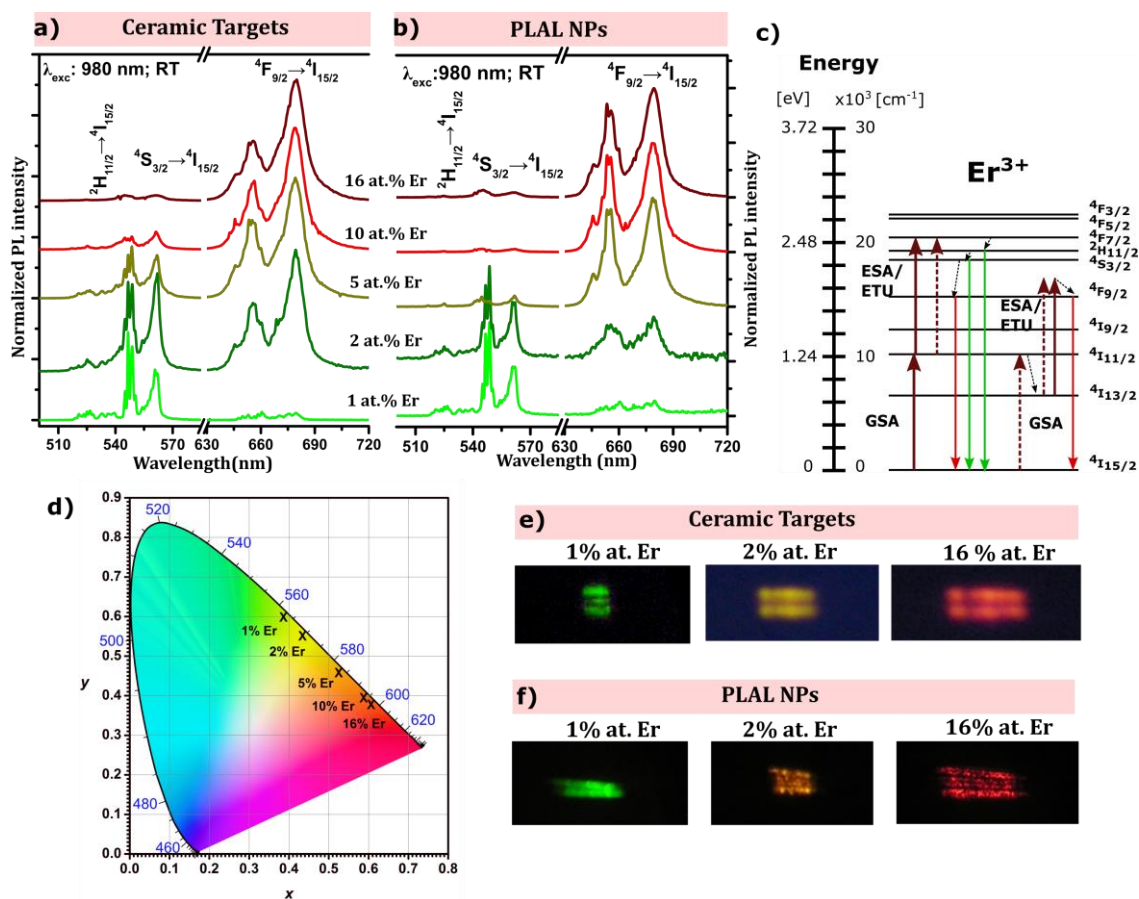 a) Ceramic Targets
λexc: 980 nm; RT
²H11/2→⁴I15/2
⁴S3/2→⁴I15/2
⁴F9/2→⁴I15/2
Normalized PL intensity
510 540 570 630 660 690 720
Wavelength(nm)
16 at.% Er
10 at.% Er
5 at.% Er
2 at.% Er
1 at.% Er
b) PLAL NPs
λexc:980 nm; RT
²H11/2→⁴I15/2
⁴S3/2→⁴I15/2
⁴F9/2→⁴I15/2
Normalized PL intensity
510 540 570 630 660 690 720
Wavelength(nm)
c)
Energy
[eV] x10³ [cm⁻¹]
3.72 30
2.48 20
1.24 10
0 0
Er³⁺
⁴F3/2
⁴F5/2
⁴F7/2
²H11/2
⁴S3/2
⁴F9/2
⁴I9/2
⁴I11/2
⁴I13/2
⁴I15/2
ESA/
ETU
ESA/
ETU
GSA
GSA
d)
0.9
0.8
0.7
0.6
0.5
0.4
0.3
0.2
0.1
0.0
y
0.0 0.1 0.2 0.3 0.4 0.5 0.6 0.7 0.8
x
520
540
560
580
600
620
500
480
460
1% Er
2% Er
5% Er
10% Er
16% Er
e)
Ceramic Targets
1% at. Er 2% at. Er 16 % at. Er
f)
PLAL NPs
1% at. Er 2% at. Er 16% at. Er